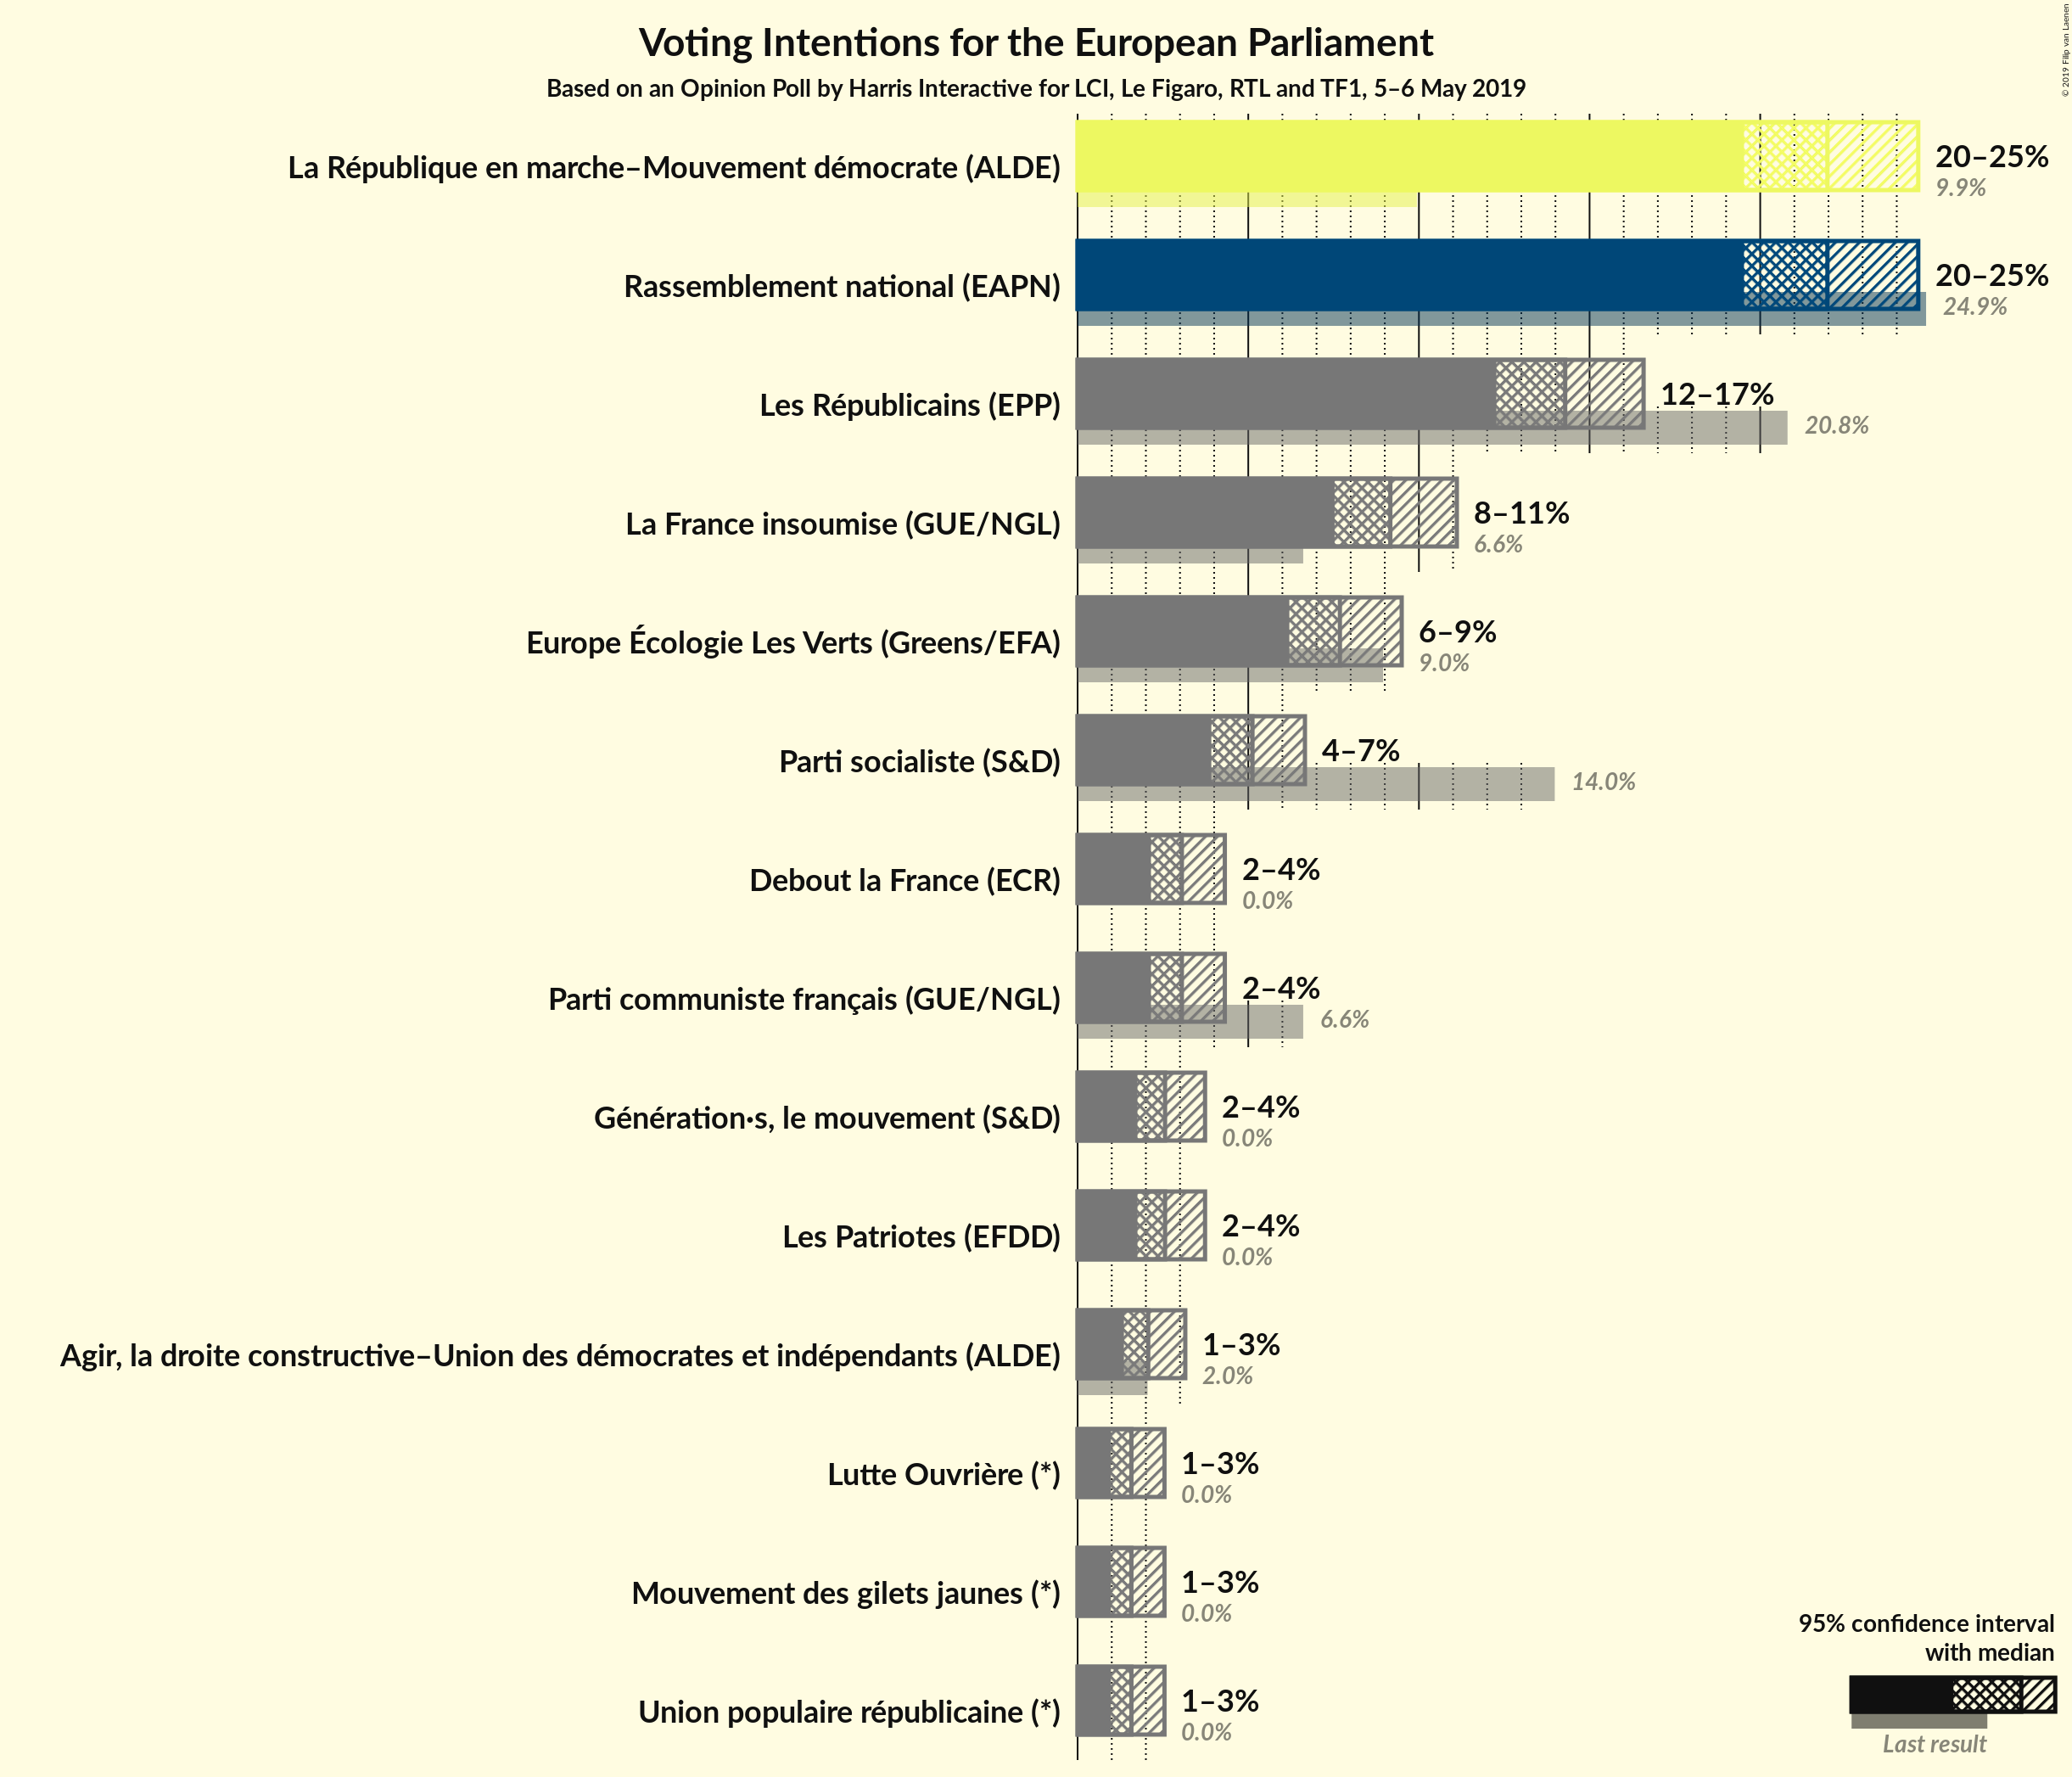 Voting Intentions for the European Parliament
Based on an Opinion Poll by Harris Interactive for LCI, Le Figaro, RTL and TF1, 5–6 May 2019
© 2019 Filip van Laenen
La République en marche–Mouvement démocrate (ALDE)
20–25%
9.9%
Rassemblement national (EAPN)
20–25%
24.9%
Les Républicains (EPP)
12–17%
20.8%
La France insoumise (GUE/NGL)
8–11%
6.6%
Europe Écologie Les Verts (Greens/EFA)
6–9%
9.0%
Parti socialiste (S&D)
4–7%
14.0%
Debout la France (ECR)
2–4%
0.0%
Parti communiste français (GUE/NGL)
2–4%
6.6%
Génération·s, le mouvement (S&D)
2–4%
0.0%
Les Patriotes (EFDD)
2–4%
0.0%
Agir, la droite constructive–Union des démocrates et indépendants (ALDE)
1–3%
2.0%
Lutte Ouvrière (*)
1–3%
0.0%
Mouvement des gilets jaunes (*)
1–3%
0.0%
Union populaire républicaine (*)
1–3%
0.0%
95% confidence interval
with median
Last result